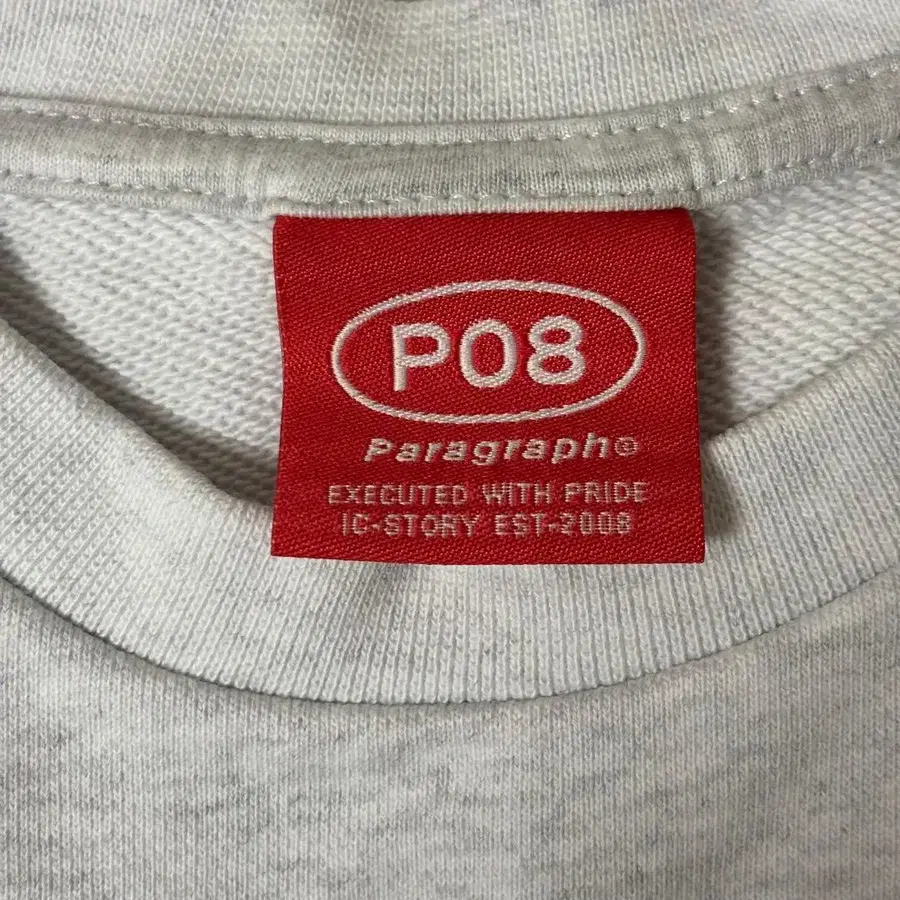 P08
Paragraph©
EXECUTED WITH PRIDE
IC-STORY EST-2008